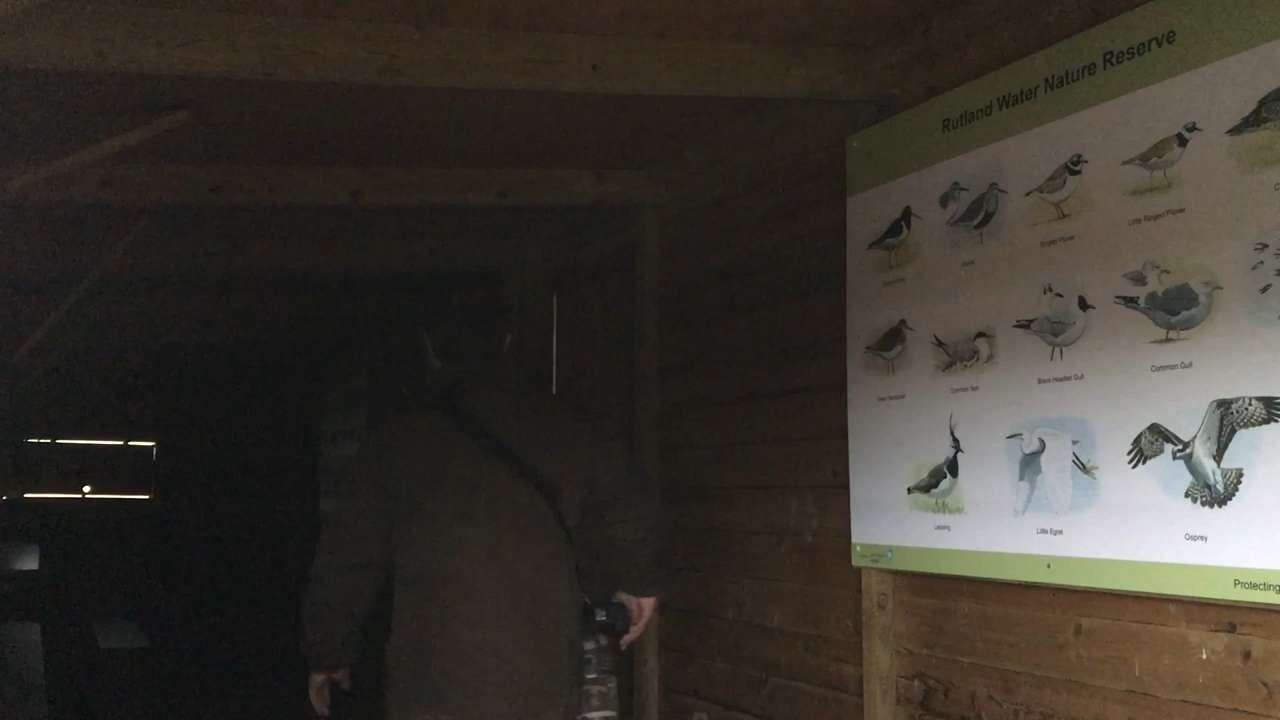 Rutland Water Nature Reserve
Ringed Plover
Little Ringed Plover
Common Tern
Black Headed Gull
Common Gull
Lapwing
Little Egret
Osprey
Protecting